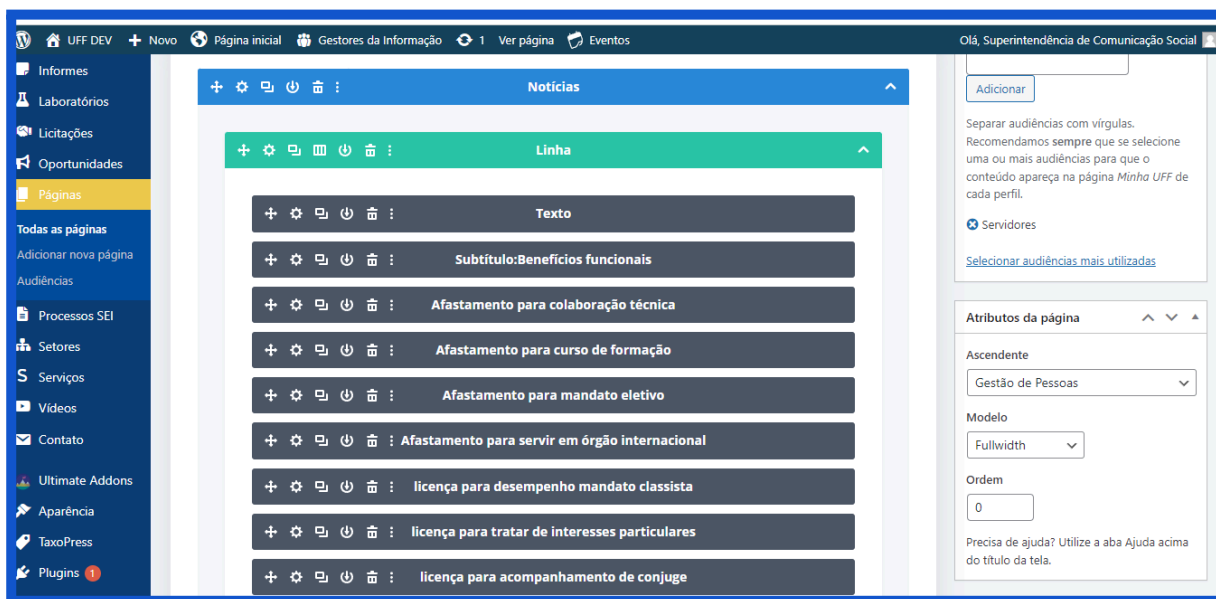 UFF DEV + Novo Página inicial Gestores da Informação 1 Ver página Eventos Olá, Superintendência de Comunicação Social
Informes
Laboratórios
Licitações
Oportunidades
Páginas
Todas as páginas
Adicionar nova página
Audiências
Processos SEI
Setores
S Serviços
Vídeos
Contato
Ultimate Addons
Aparência
TaxoPress
Plugins 1
Notícias
Linha
Texto
Subtítulo:Benefícios funcionais
Afastamento para colaboração técnica
Afastamento para curso de formação
Afastamento para mandato eletivo
Afastamento para servir em órgão internacional
licença para desempenho mandato classista
licença para tratar de interesses particulares
licença para acompanhamento de conjuge
Adicionar
Separar audiências com vírgulas.
Recomendamos sempre que se selecione
uma ou mais audiências para que o
conteúdo apareça na página Minha UFF de
cada perfil.
Servidores
Selecionar audiências mais utilizadas
Atributos da página
Ascendente
Gestão de Pessoas
Modelo
Fullwidth
Ordem
0
Precisa de ajuda? Utilize a aba Ajuda acima
do título da tela.